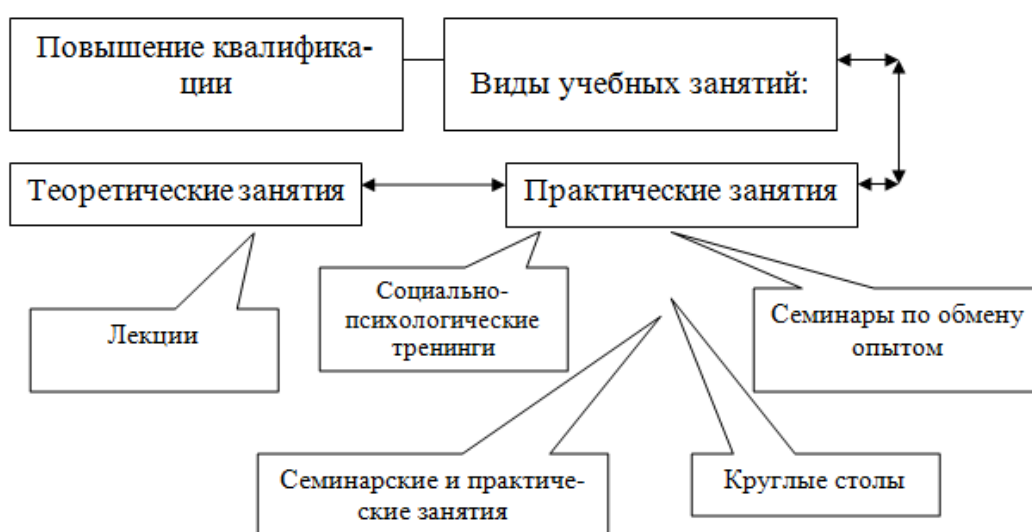 Повышение квалифика-
ции
Виды учебных занятий:
Теоретические занятия
Практические занятия
Лекции
Социально-
психологические
тренинги
Семинары по обмену
опытом
Семинарские и практиче-
ские занятия
Круглые столы